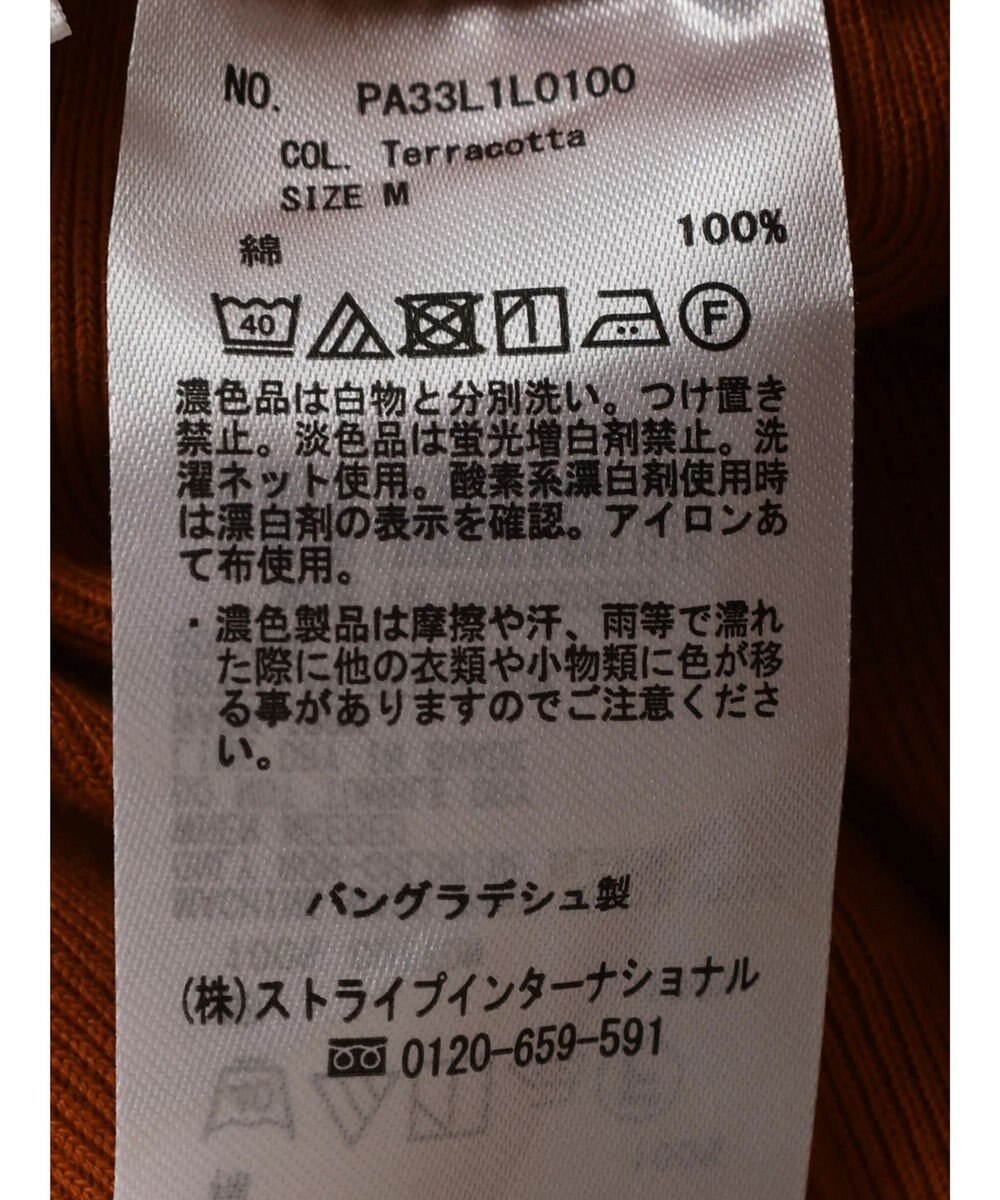 NO. PA33L1L0100
COL. Terracotta
SIZE M
綿 100%
40 F
濃色品は白物と分別洗い。つけ置き
禁止。淡色品は蛍光増白剤禁止。洗
濯ネット使用。酸素系漂白剤使用時
は漂白剤の表示を確認。アイロンあ
て布使用。
・濃色製品は摩擦や汗、雨等で濡れ
た際に他の衣類や小物類に色が移
る事がありますのでご注意くださ
い。
バングラデシュ製
(株)ストライプインターナショナル
0120-659-591